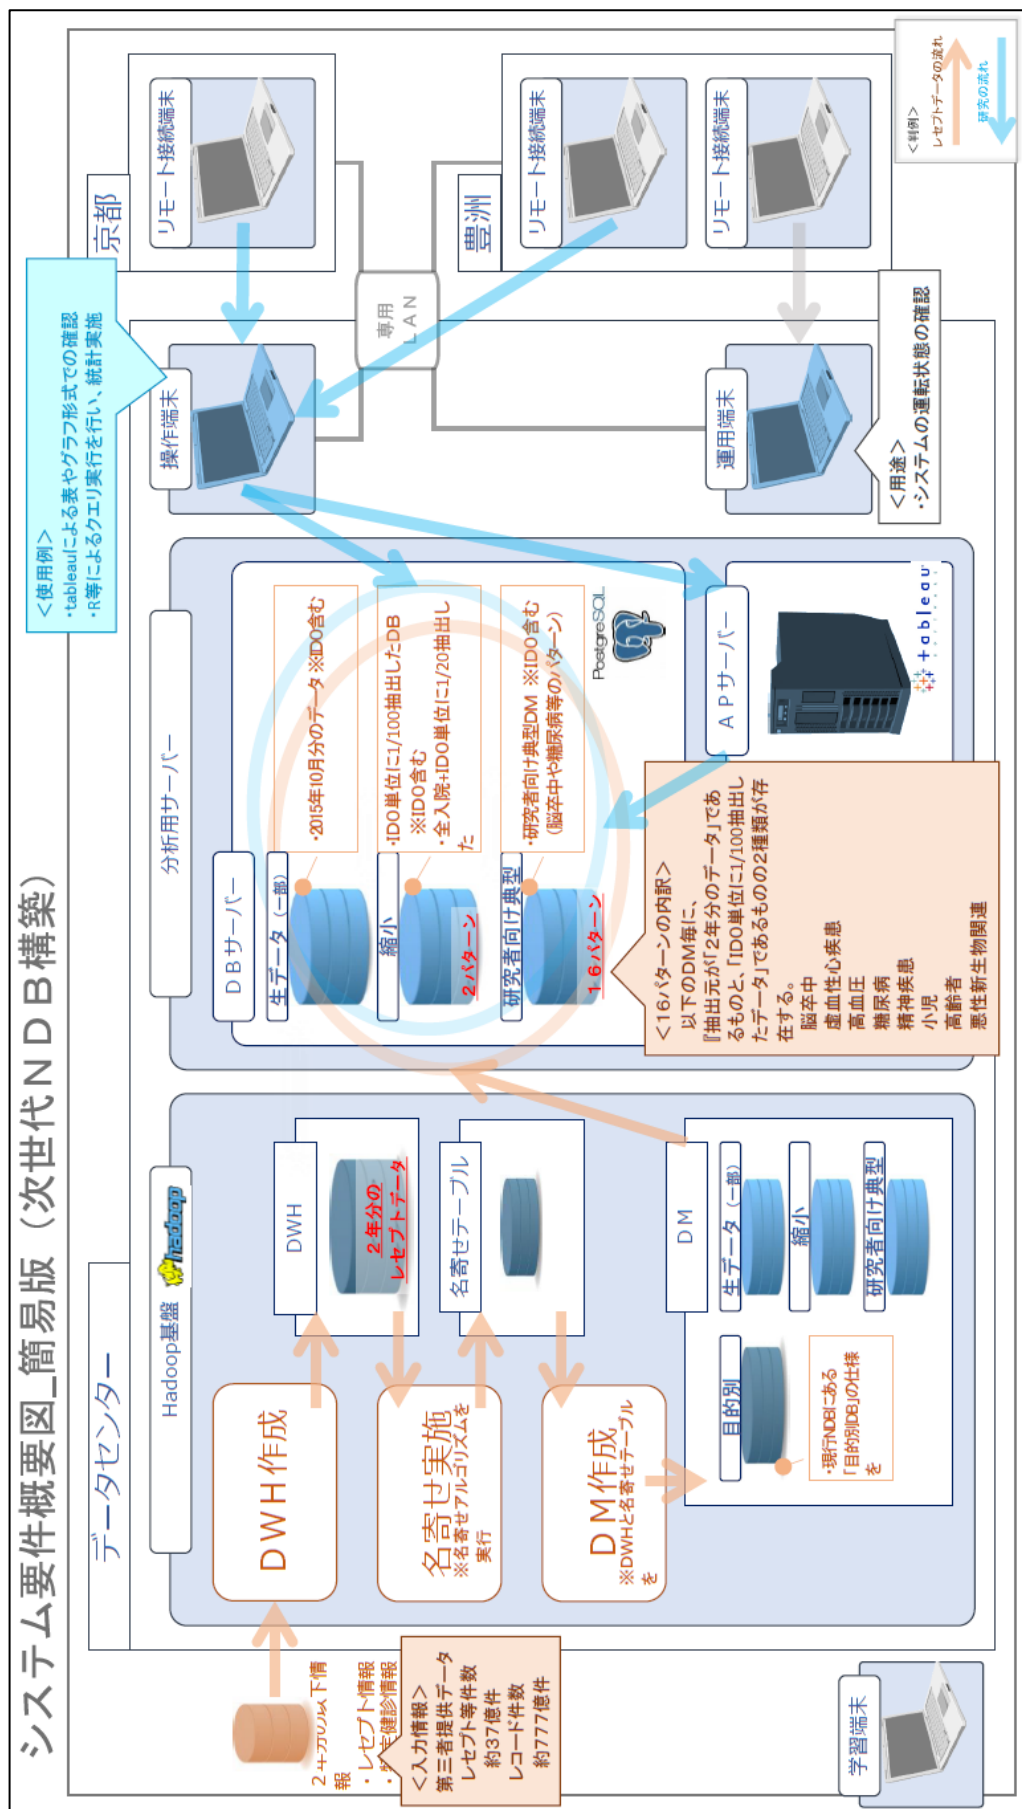 システム要件概要図_簡易版（次世代ＮＤＢ構築）
データセンター
Hadoop基盤
hadoop
DWH作成
名寄せ実施
※名寄せアルゴリズムを
実行
DM作成
※DWHと名寄せテーブル
を
DWH
２年分の
レセプトデータ
名寄せテーブル
DM
目的別
・現行NDBにある
「目的別DB」の仕様
を
生データ（一部）
縮小
研究者向け典型
報
・レセプト情報
＜入力情報＞
第三者提供データ
レセプト等件数
約37億件
レコード件数
約777億件
学習端末
分析用サーバー
ＤＢサーバー
生データ（一部）
・2015年10月分のデータ ※ID0含む
縮小
２パターン
・ID0単位に1/100抽出したDB
※ID0含む
・全入院+ID0単位に1/20抽出し
た
研究者向け典型
１６パターン
・研究者向け典型DM ※ID0含む
（脳卒中や糖尿病等のパターン）
PostgreSQL
ＡＰサーバー
tableau
＜16パターンの内訳＞
以下のDM毎に、
『抽出元が「2年分のデータ」であ
るものと、「ID0単位に1/100抽出し
たデータ」であるものの2種類が存
在する。
脳卒中
虚血性心疾患
高血圧
糖尿病
精神疾患
小児
高齢者
悪性新生物関連
＜使用例＞
・tableauによる表やグラフ形式での確認
・R等によるクエリ実行を行い、統計実施
操作端末
運用端末
＜用途＞
・システムの運転状態の確認
専用
ＬＡＮ
京都
リモート接続端末
豊洲
リモート接続端末
リモート接続端末
＜判例＞
レセプトデータの流れ
研究の流れ